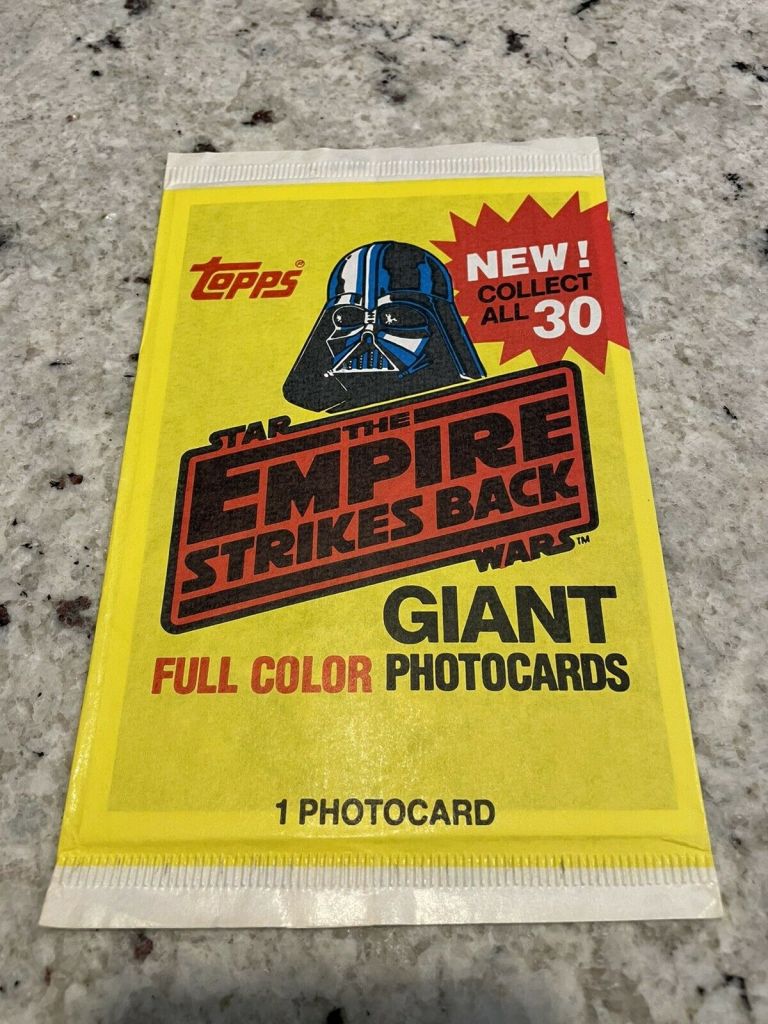 Topps®
NEW!
COLLECT
ALL 30
STAR THE
EMPIRE
STRIKES BACK
WARS™
GIANT
FULL COLOR PHOTOCARDS
1 PHOTOCARD